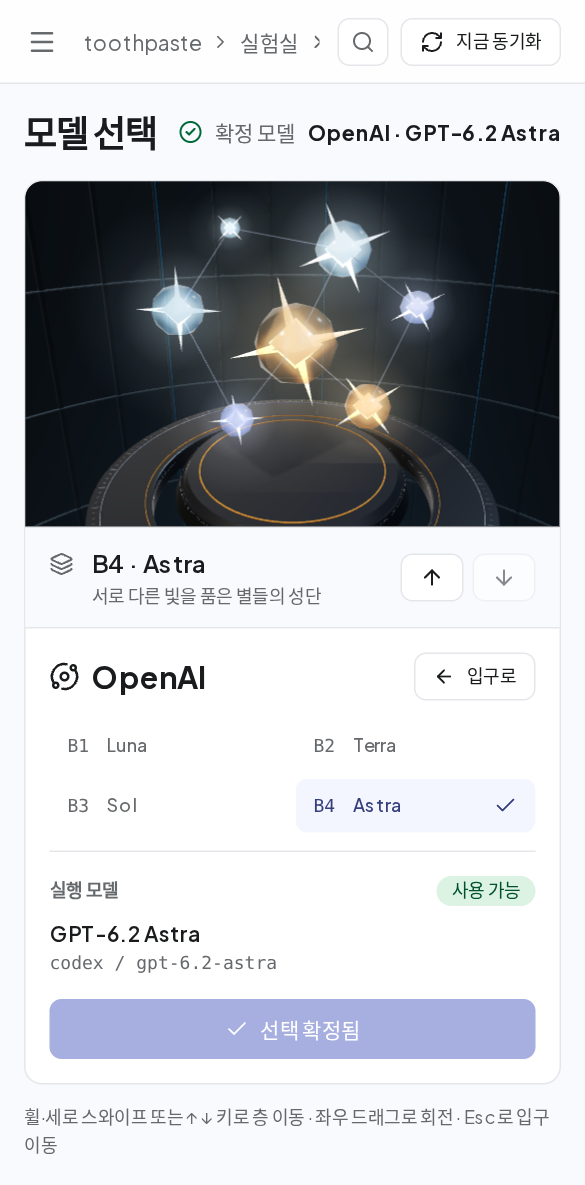 toothpaste > 실험실 >
지금 동기화
모델 선택
확정 모델 OpenAI · GPT-6.2 Astra
B4 · Astra
서로 다른 빛을 품은 별들의 성단
OpenAI
입구로
B1 Luna
B2 Terra
B3 Sol
B4 Astra
실행 모델
사용 가능
GPT-6.2 Astra
codex / gpt-6.2-astra
선택 확정됨
휠·세로 스와이프 또는 ↑ ↓ 키로 층 이동 · 좌우 드래그로 회전 · Esc로 입구
이동